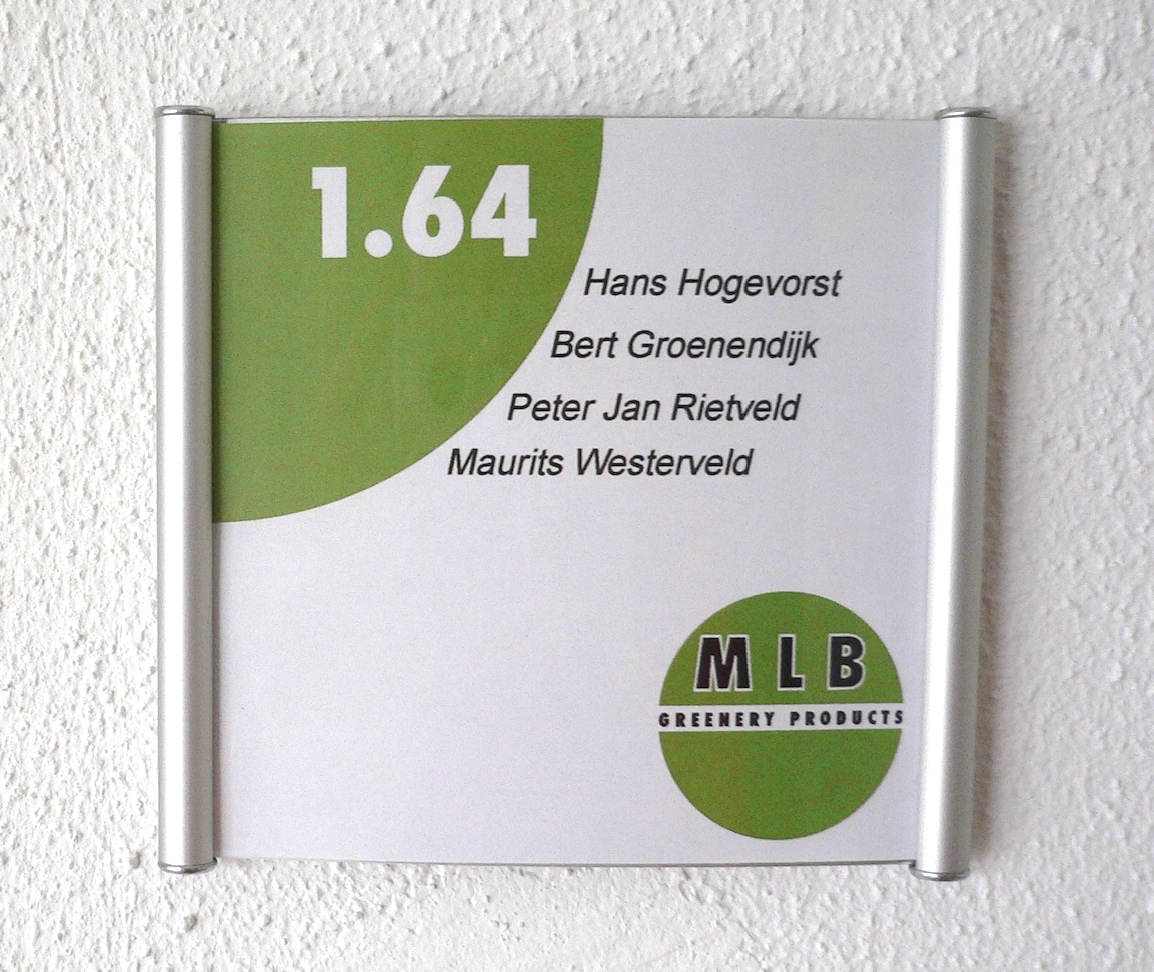 1.64
Hans Hogevorst
Bert Groenendijk
Peter Jan Rietveld
Maurits Westerveld
MLB
GREENERY PRODUCTS